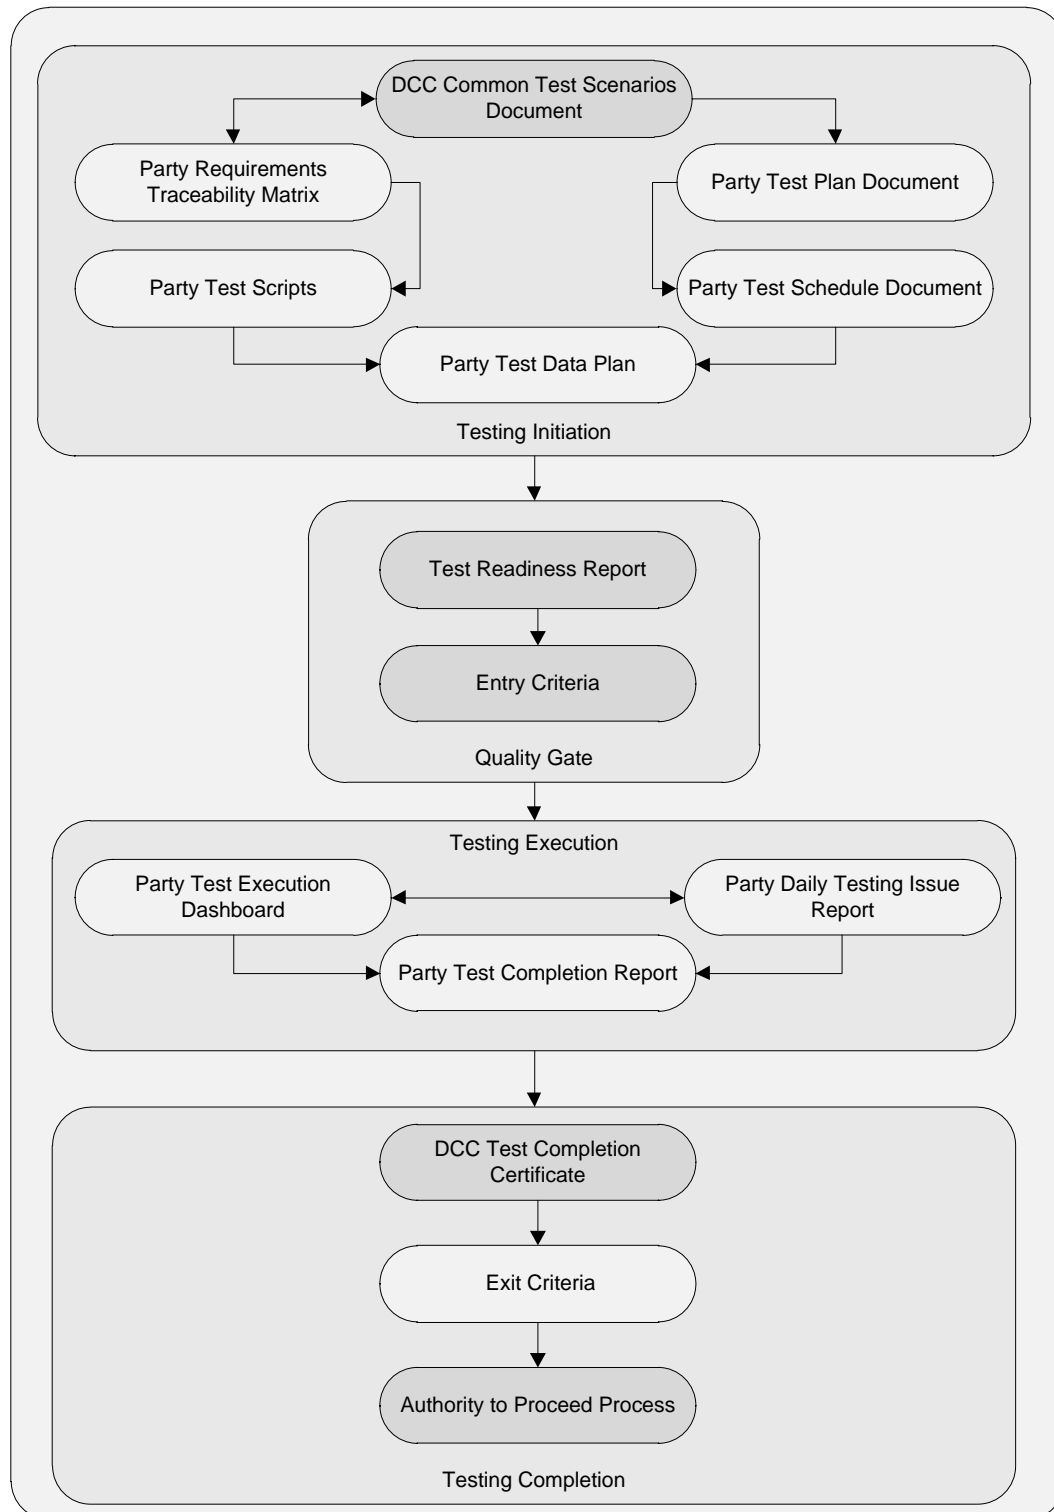 DCC Common Test Scenarios
Document
Party Requirements
Traceability Matrix
Party Test Plan Document
Party Test Scripts
Party Test Schedule Document
Party Test Data Plan
Testing Initiation
Test Readiness Report
Entry Criteria
Quality Gate
Testing Execution
Party Test Execution
Dashboard
Party Daily Testing Issue
Report
Party Test Completion Report
DCC Test Completion
Certificate
Exit Criteria
Authority to Proceed Process
Testing Completion